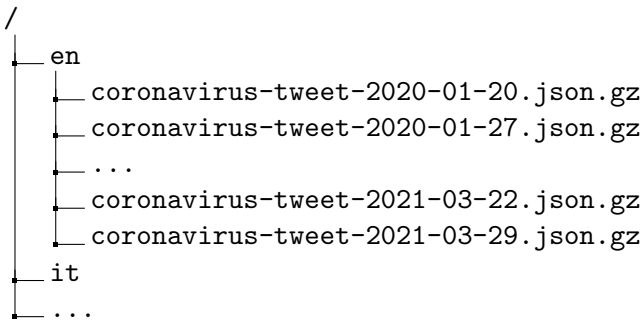 /
en
coronavirus-tweet-2020-01-20.json.gz
coronavirus-tweet-2020-01-27.json.gz
...
coronavirus-tweet-2021-03-22.json.gz
coronavirus-tweet-2021-03-29.json.gz
it
...